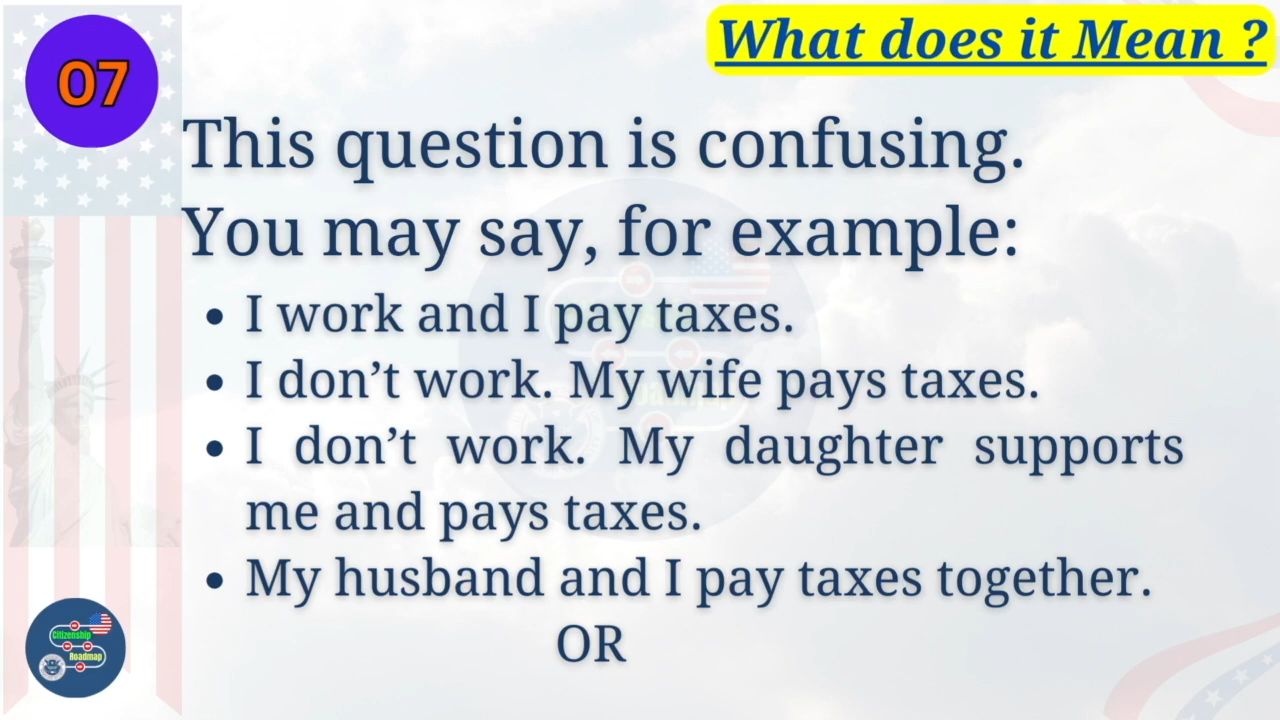 07
What does it Mean ?
This question is confusing.
You may say, for example:
• I work and I pay taxes.
• I don’t work. My wife pays taxes.
• I don’t work. My daughter supports
me and pays taxes.
• My husband and I pay taxes together.
OR
Citizenship
Roadmap